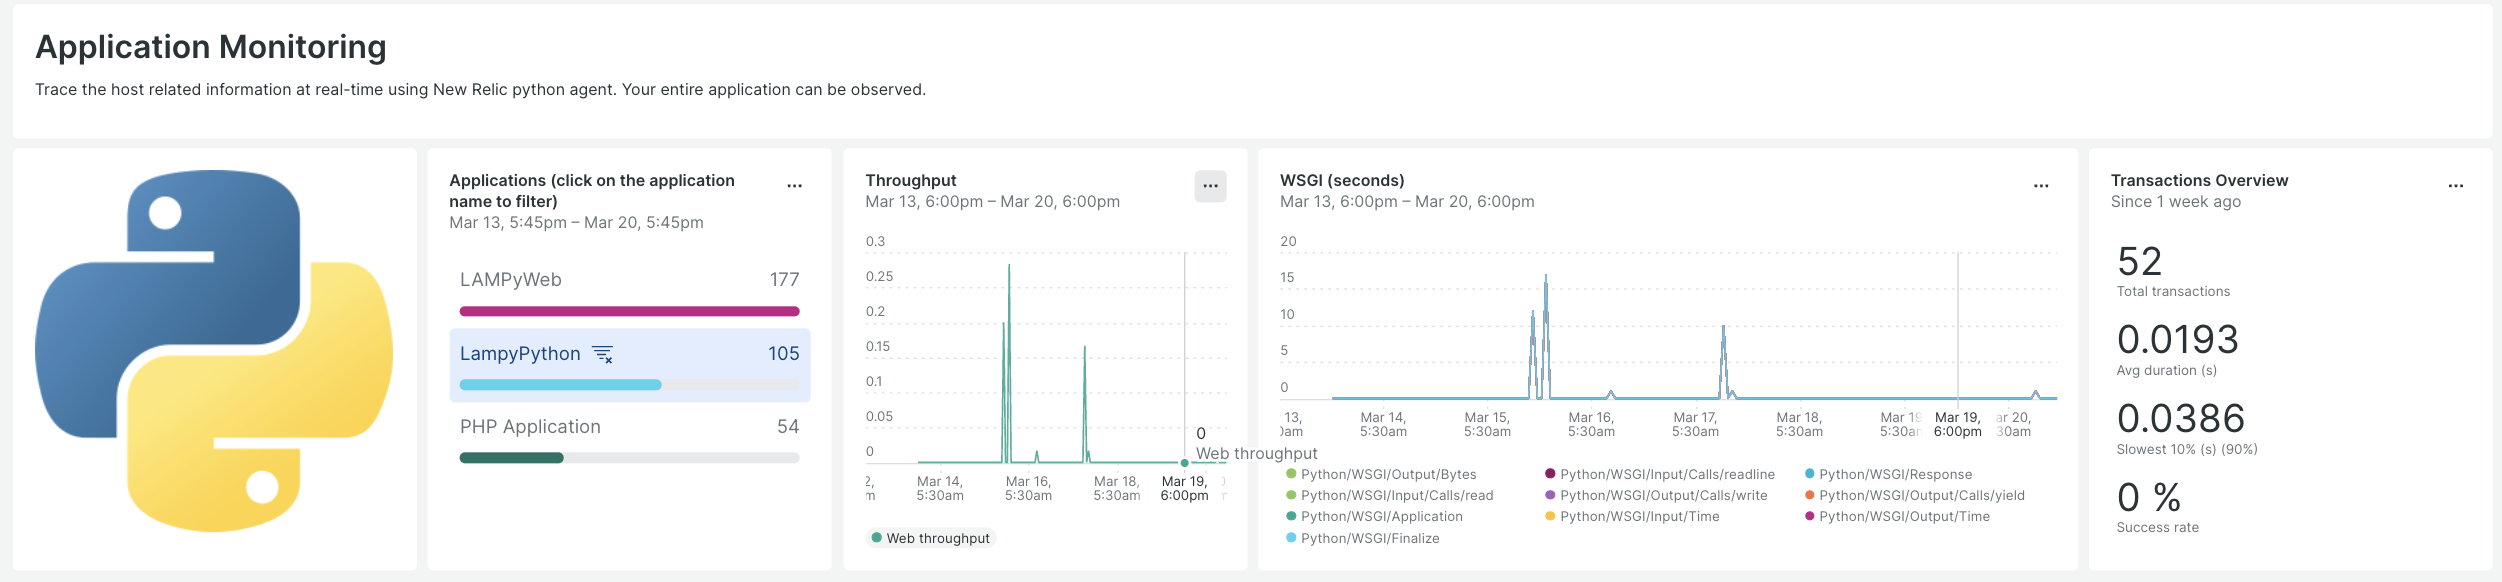 Application Monitoring
Trace the host related information at real-time using New Relic python agent. Your entire application can be observed.
Applications (click on the application
name to filter)
Mar 13, 5:45pm – Mar 20, 5:45pm
LAMPyWeb 177
LampyPython 105
PHP Application 54
Throughput
Mar 13, 6:00pm – Mar 20, 6:00pm
0.3
0.25
0.2
0.15
0.1
0.05
0
0
Web throughput
Mar 14, Mar 16, Mar 18, Mar 19,
5:30am 5:30am 5:30am 6:00pm
Web throughput
WSGI (seconds)
Mar 13, 6:00pm – Mar 20, 6:00pm
20
15
10
5
0
13, Mar 14, Mar 15, Mar 16, Mar 17, Mar 18, Mar 19, 20,
5:30am 5:30am 5:30am 5:30am 5:30am 6:00pm
Python/WSGI/Output/Bytes Python/WSGI/Input/Calls/readline Python/WSGI/Response
Python/WSGI/Input/Calls/read Python/WSGI/Output/Calls/write Python/WSGI/Output/Calls/yield
Python/WSGI/Application Python/WSGI/Input/Time Python/WSGI/Output/Time
Python/WSGI/Finalize
Transactions Overview
Since 1 week ago
52
Total transactions
0.0193
Avg duration (s)
0.0386
Slowest 10% (s) (90%)
0 %
Success rate